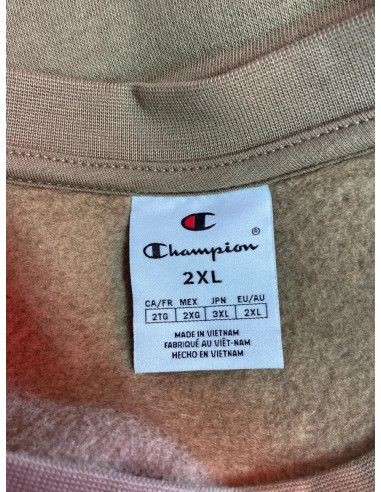 Champion®
2XL
CA/FR MEX JPN EU/AU
2TG 2XG 3XL 2XL
MADE IN VIETNAM
FABRIQUÉ AU VIÊT-NAM
HECHO EN VIETNAM